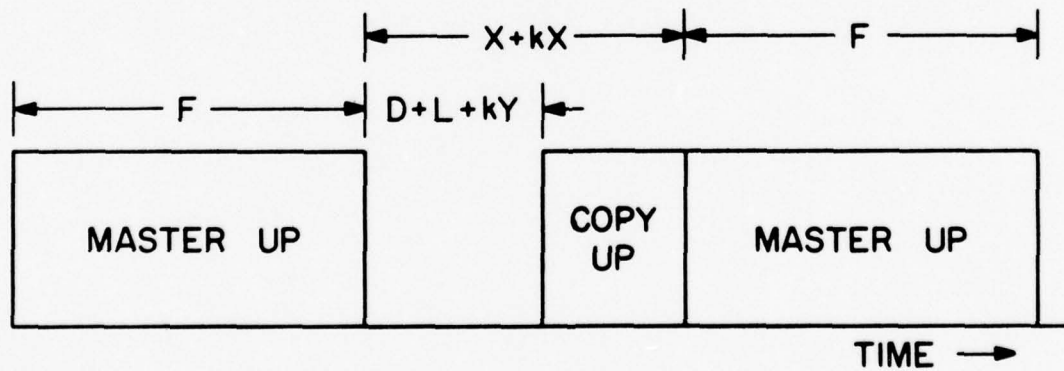 X+kX
F
F
D+L+kY
MASTER UP
COPY
UP
MASTER UP
TIME